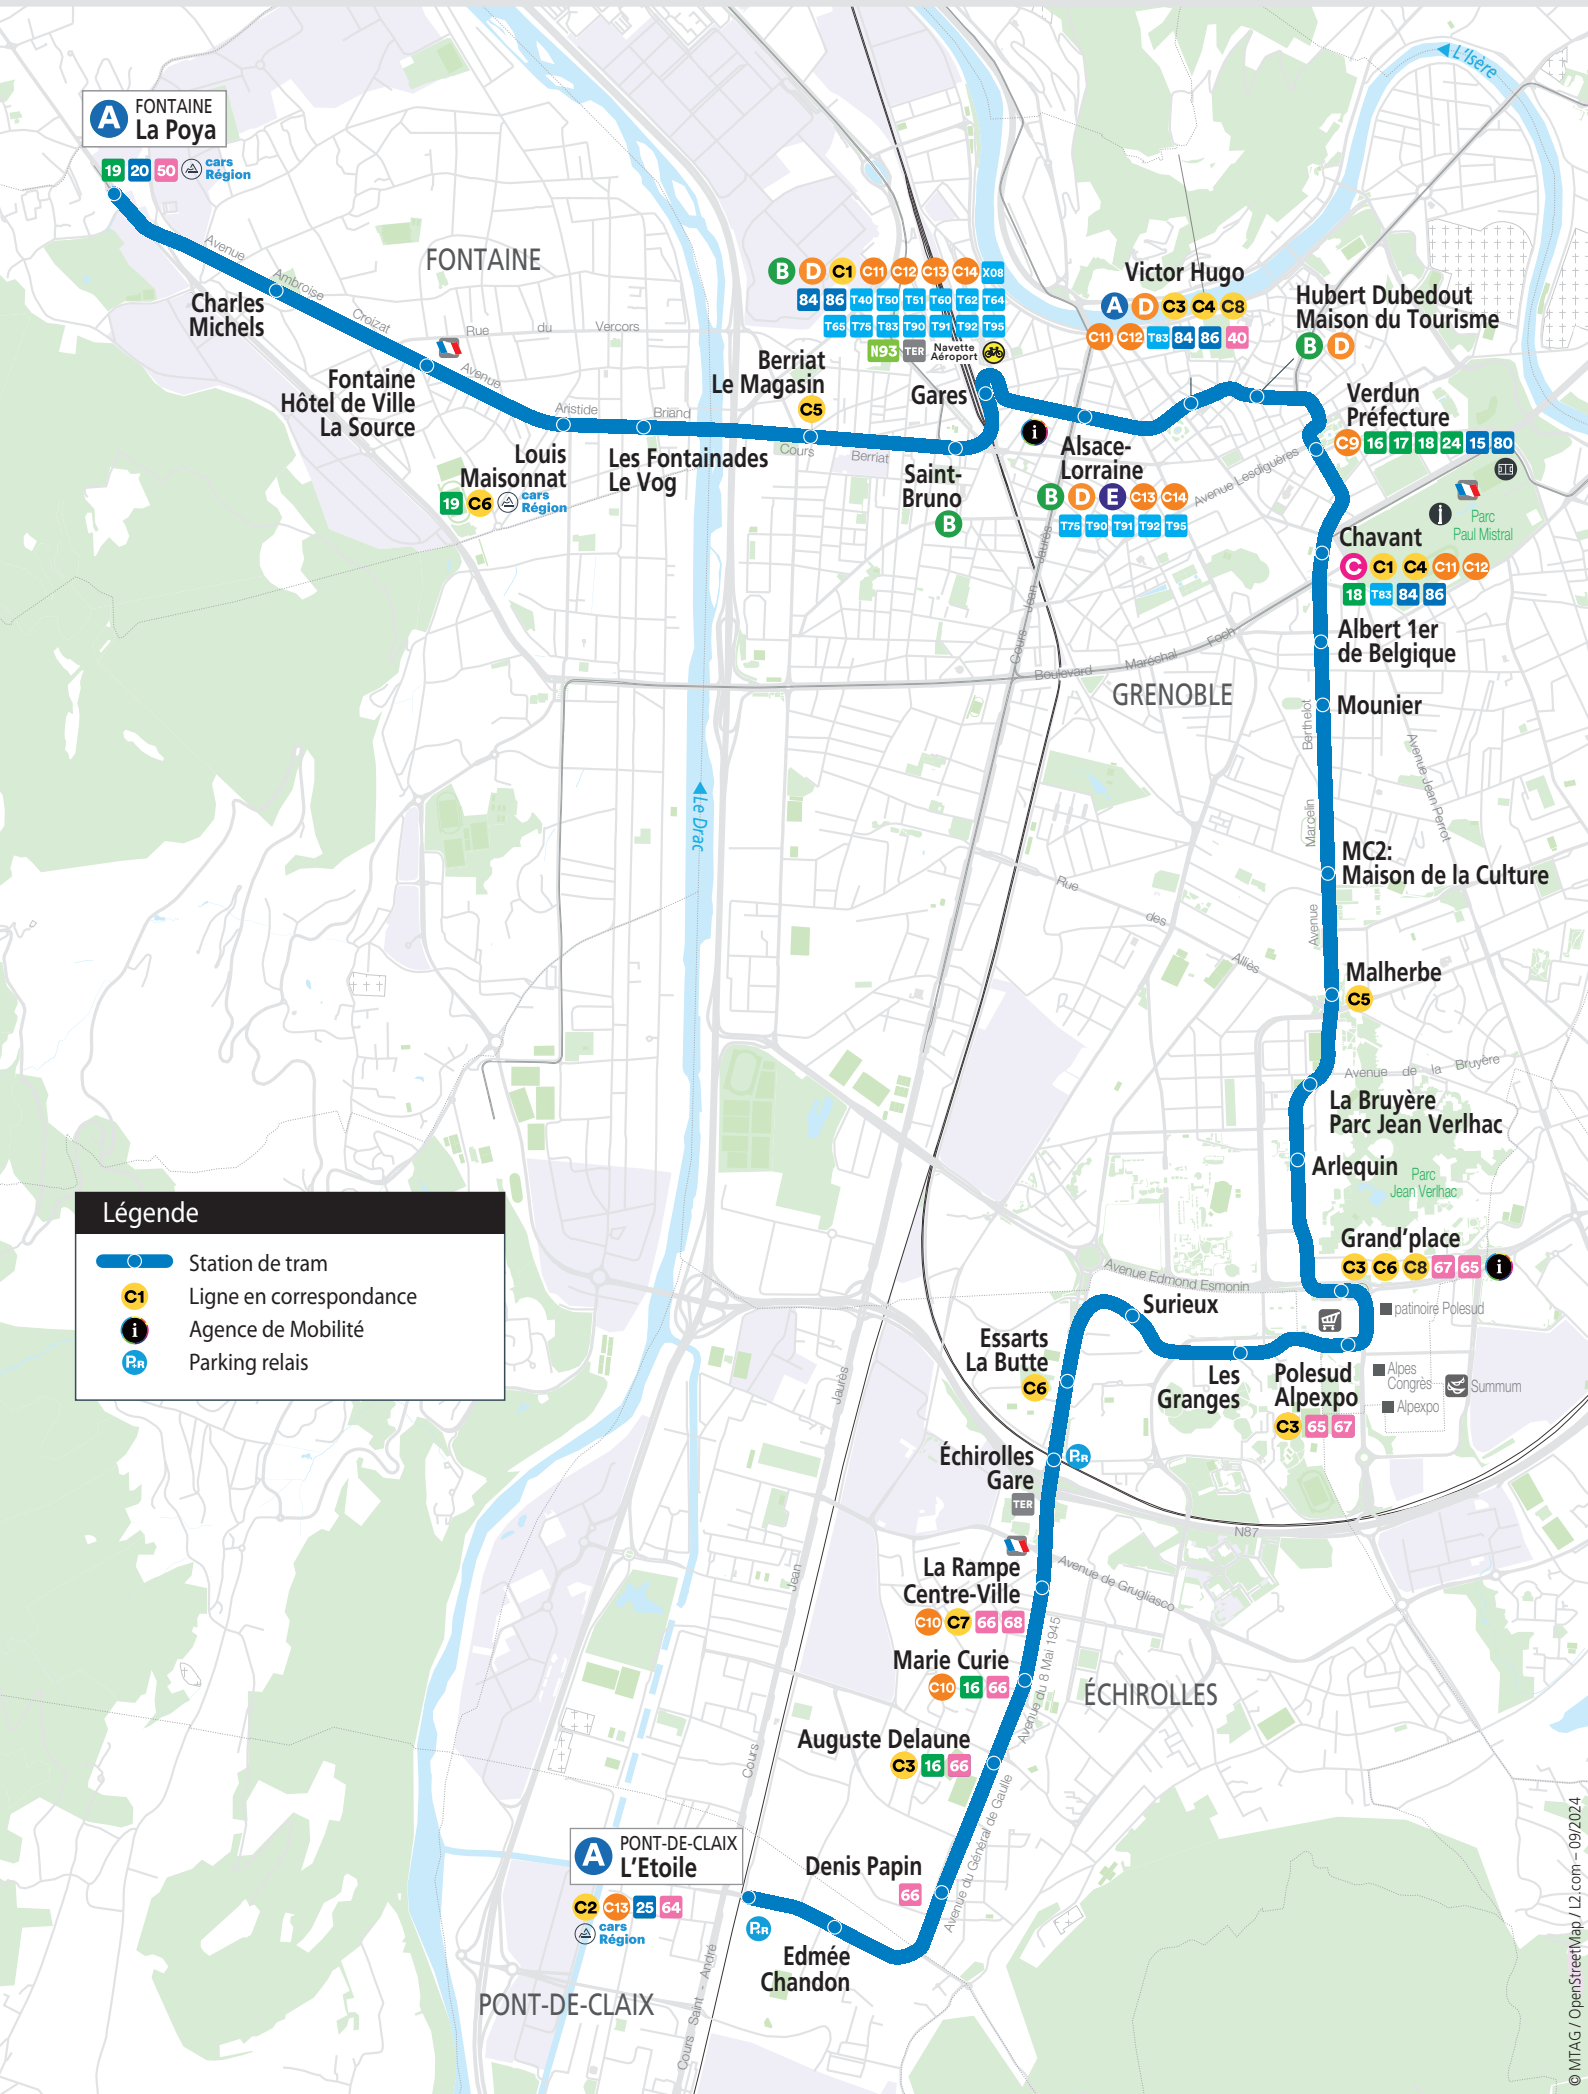 L'Isère
A
FONTAINE
La Poya
19 20 50 cars Région
Avenue Ambroise Croizat
FONTAINE
Charles
Michels
Rue du Vercors
Avenue Aristide Briand
Fontaine
Hôtel de Ville
La Source
Louis
Maisonnat
19 C6 cars Région
Les Fontainades
Le Vog
B D C1 C11 C12 C13 C14 X08
84 86 T40 T50 T51 T60 T62 T64
T65 T75 T83 T90 T91 T92 T95
N93 TER Navette Aéroport
Berriat
Le Magasin
C5
Cours Berriat
Gares
Saint-
Bruno
B
i
Alsace-
Lorraine
B D E C13 C14
T75 T90 T91 T92 T95
Victor Hugo
A D C3 C4 C8
C11 C12 T83 84 86 40
Hubert Dubedout
Maison du Tourisme
B D
Verdun
Préfecture
C9 16 17 18 24 15 80
Avenue Lesdiguères
Parc
Paul Mistral
Chavant
C C1 C4 C11 C12
18 T83 84 86
Albert 1er
de Belgique
Cours Jean Jaurès
Boulevard Maréchal Foch
GRENOBLE
Mounier
Avenue Marcelin Berthelot
Avenue Jean Perrot
Le Drac
MC2:
Maison de la Culture
Rue des Alliés
Malherbe
C5
Avenue de la Bruyère
La Bruyère
Parc Jean Verlhac
Arlequin
Parc
Jean Verlhac
Grand'place
C3 C6 C8 67 65 i
Avenue Edmond Esmonin
patinoire Polesud
Surieux
Essarts
La Butte
C6
Les
Granges
Polesud
Alpexpo
C3 65 67
Alpes
Congrès
Summum
Alpexpo
Légende
Station de tram
C1 Ligne en correspondance
i Agence de Mobilité
P+R Parking relais
Échirolles
Gare
TER
P+R
N87
Avenue de Grugliasco
La Rampe
Centre-Ville
C10 C7 66 68
Cours Jean Jaurès
Avenue du 8 Mai 1945
Marie Curie
C10 16 66
ÉCHIROLLES
Auguste Delaune
C3 16 66
Avenue du Général de Gaulle
Denis Papin
66
A
PONT-DE-CLAIX
L'Etoile
C2 C13 25 64
cars Région
P+R
Edmée
Chandon
Cours Saint - André
PONT-DE-CLAIX
© MTAG / OpenStreetMap / L2.com – 09/2024